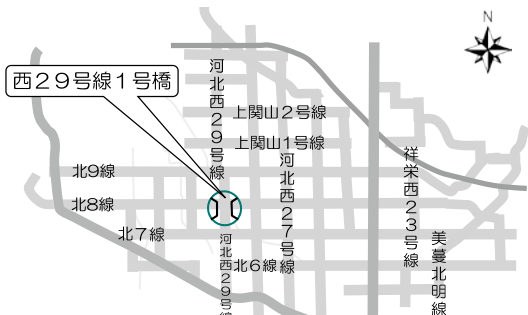 N
西２９号線１号橋
河北西２９号線
上関山２号線
上関山1号線
河北西２７号線
祥栄西２３号線
北9線
北8線
北７線
河北西２９号線
北６線
美蔓北明線